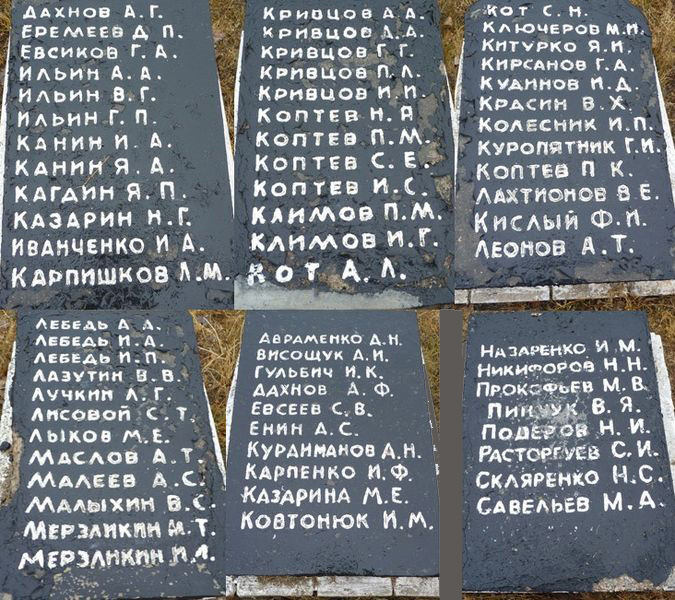 ДАХНОВ А.Г.
ЕРЕМЕЕВ Д П.
ЕВСИКОВ Г.А.
ИЛЬИН А. А.
ИЛЬИН В.Г.
ИЛЬИН Г.П.
КАНИН И. А.
КАНИН Я. А.
КАГДИН Я. П.
КАЗАРИН Н.Г.
ИВАНЧЕНКО И А.
КАРПИШКОВ Л.М.
КРИВЦОВ А.А.
КРИВЦОВ Д.А.
КРИВЦОВ Г.Г.
КРИВЦОВ П.Л.
КРИВЦОВ И.И.
КОПТЕВ Н.Я
КОПТЕВ П.М.
КОПТЕВ С.Е.
КОПТЕВ И.С.
КЛИМОВ П.М.
КЛИМОВ И.Г.
КОТ А.Л.
КОТ С.Н.
КЛЮЧЕРОВ М.И.
КИТУРКО Я.И.
КИРСАНОВ Г.А.
КУДИНОВ И.Д.
КРАСИН В.Х.
КОЛЕСНИК И.П.
КУРОПЯТНИК Г.И.
КОПТЕВ П К.
ЛАХТИОНОВ В Е.
КИСЛЫЙ Ф.И.
ЛЕОНОВ А.Т.
ЛЕБЕДЬ А.А.
ЛЕБЕДЬ И.А.
ЛЕБЕДЬ И.П.
ЛАЗУТИН В.В.
ЛУЧКИН Л.Г.
ЛИСОВОЙ С.Т.
ЛЫКОВ М.Е.
МАСЛОВ А.Т.
МАЛЕЕВ А.С.
МАЛЫХИН В.С.
МЕРЗЛИКИН М.Т.
МЕРЗЛИКИН И.Л.
АВРАМЕНКО Д.Н.
ВИСОЩУК Д.И.
ГУЛЬБИЧ И.К.
ДАХНОВ А.Ф.
ЕВСЕЕВ С.В.
ЕНИН Д.С.
КУРАИМАНОВ Д.Н.
КАРПЕНКО И.Ф.
КАЗАРИНА М.Е.
КОВТОНЮК И.М.
НАЗАРЕНКО И.М.
НИКИФОРОВ Н.Н.
ПРОКОФЬЕВ М.В.
ПИНЧУК В.Я.
ПОДЕРОВ Н.И.
РАСТОРГУЕВ С.И.
СКЛЯРЕНКО Н.С.
САВЕЛЬЕВ М.А.